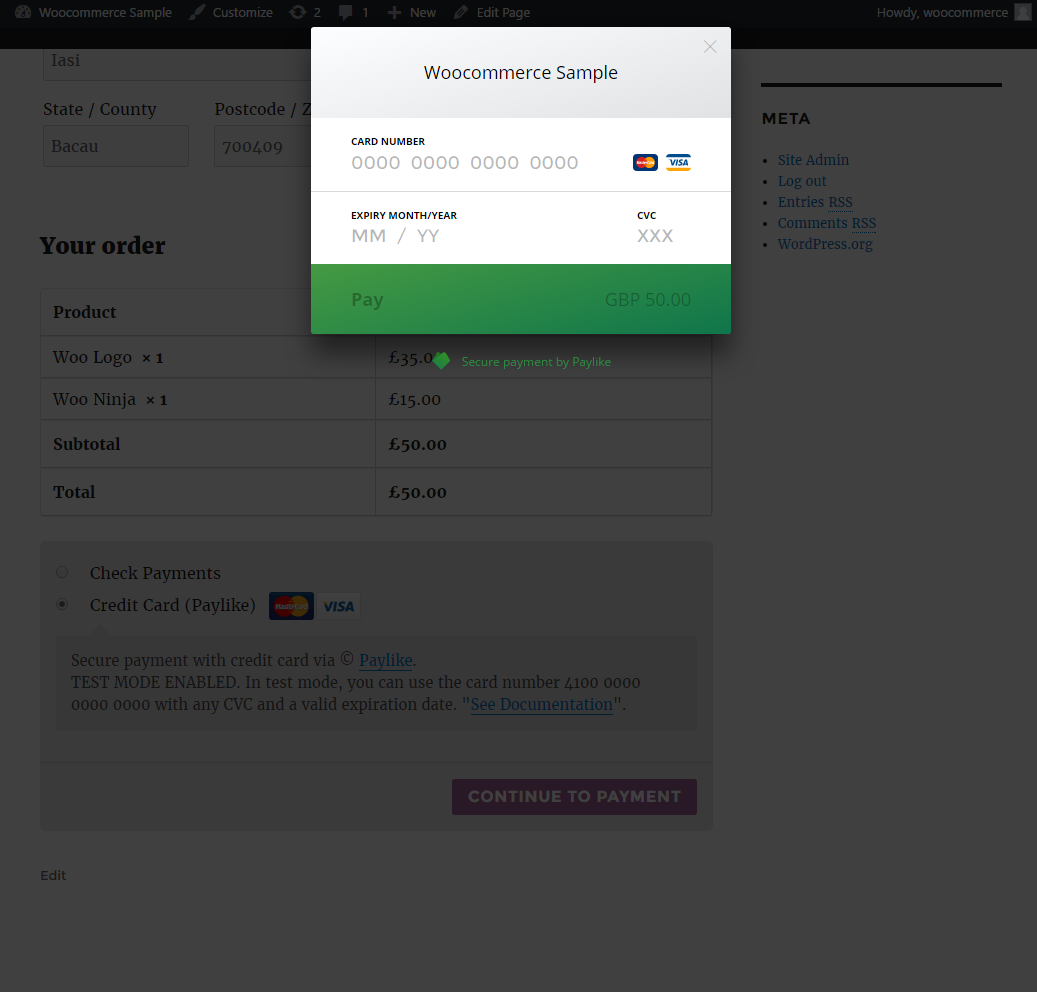 Woocommerce Sample Customize 2 1 New Edit Page Howdy, woocommerce
Woocommerce Sample
Iasi
State / County Postcode / Z
Bacau 700409
CARD NUMBER
0000 0000 0000 0000 MasterCard VISA
EXPIRY MONTH/YEAR CVC
MM / YY XXX
Pay GBP 50.00
Secure payment by Paylike
META
Site Admin
Log out
Entries RSS
Comments RSS
WordPress.org
Your order
Product
Woo Logo × 1 £35.0
Woo Ninja × 1 £15.00
Subtotal £50.00
Total £50.00
Check Payments
Credit Card (Paylike) MasterCard VISA
Secure payment with credit card via © Paylike.
TEST MODE ENABLED. In test mode, you can use the card number 4100 0000
0000 0000 with any CVC and a valid expiration date. "See Documentation".
CONTINUE TO PAYMENT
Edit